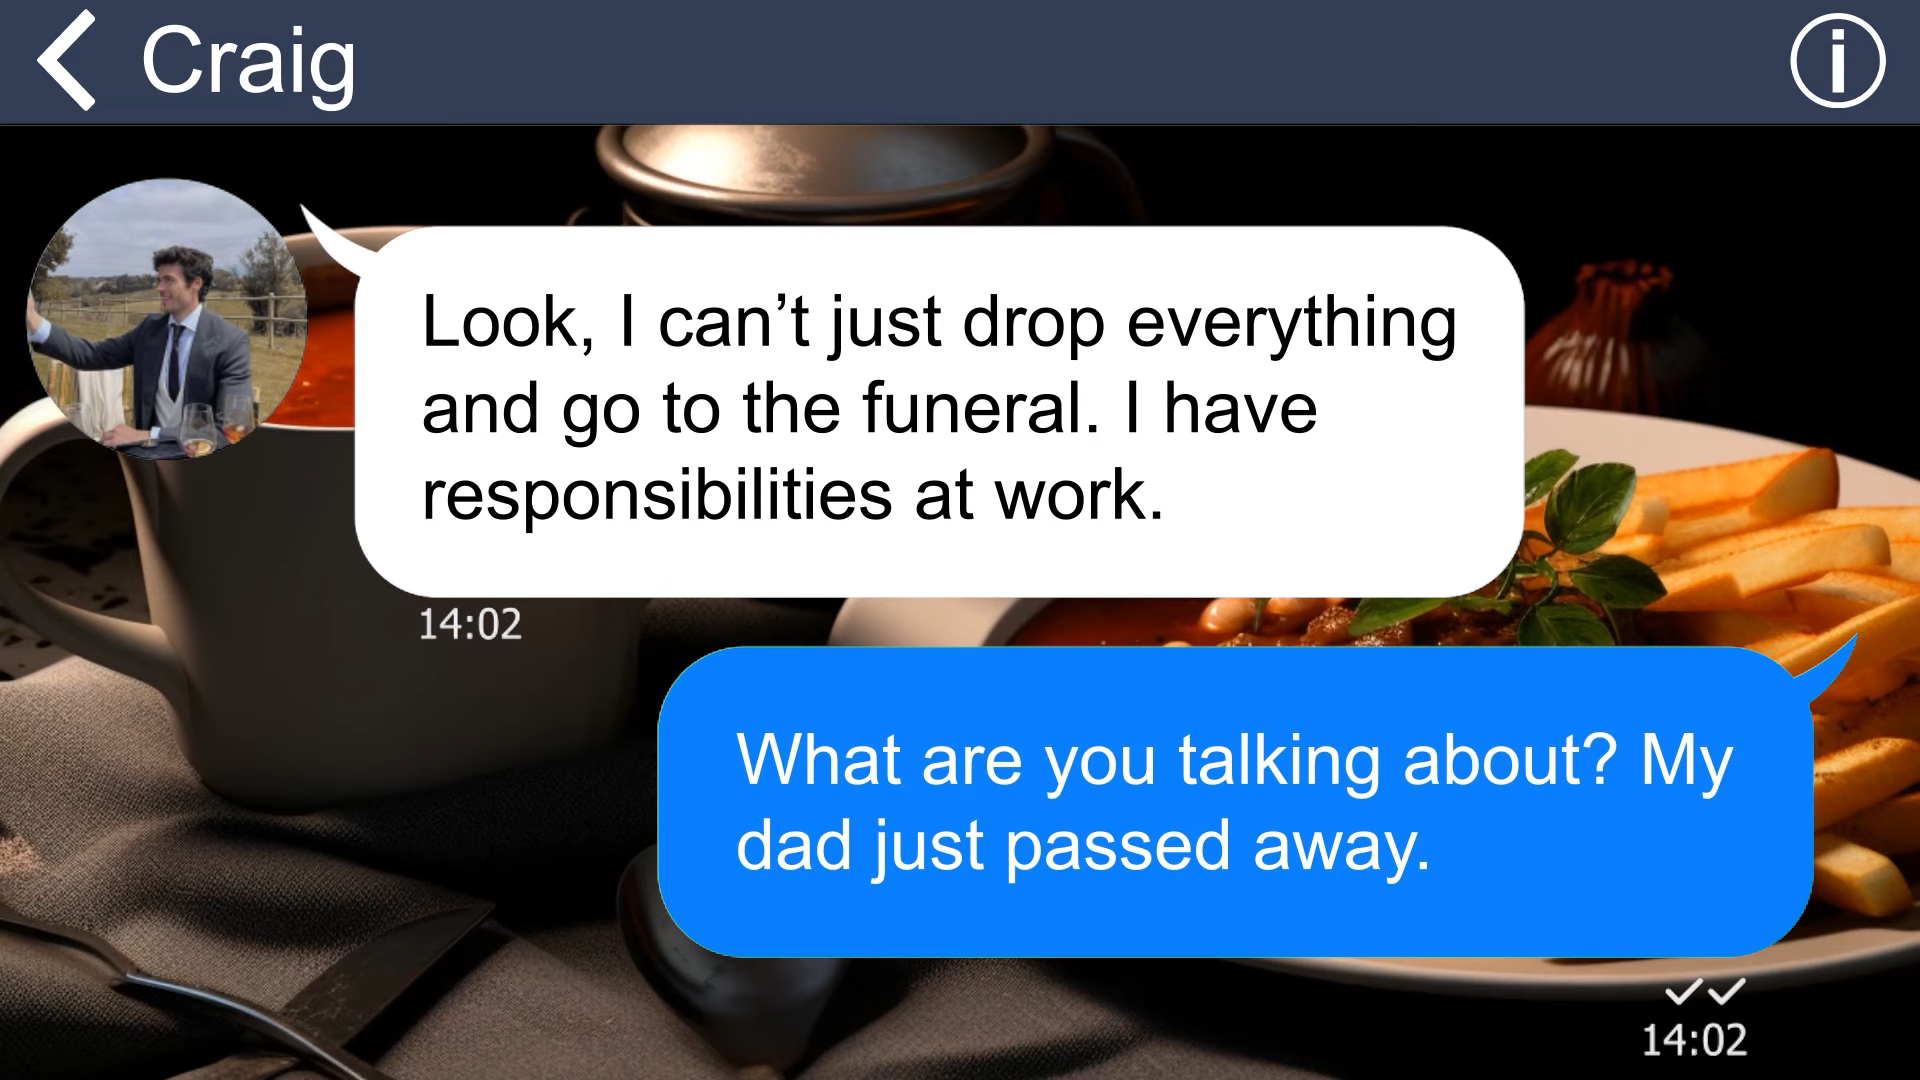 Craig
Look, I can’t just drop everything
and go to the funeral. I have
responsibilities at work.
14:02
What are you talking about? My
dad just passed away.
14:02